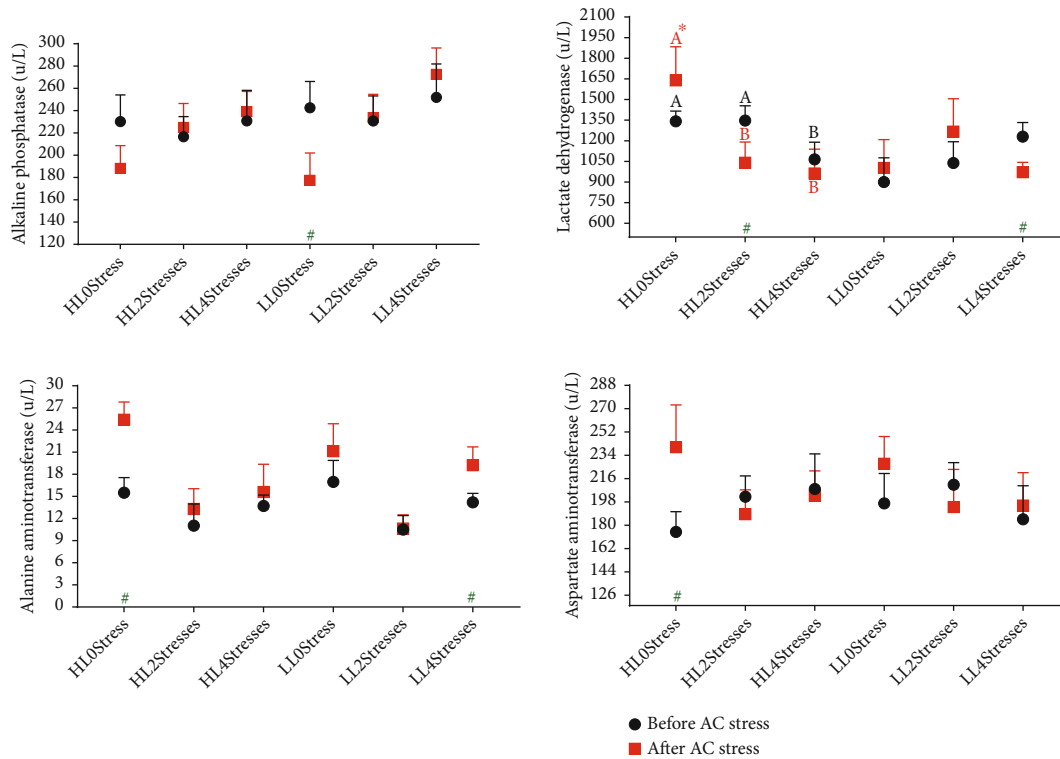 Alkaline phosphatase (u/L)
300
280
260
240
220
200
180
160
140
120
#
HL0Stress
HL2Stresses
HL4Stresses
LL0Stress
LL2Stresses
LL4Stresses
Lactate dehydrogenase (u/L)
2100
1950
1800
1650
1500
1350
1200
1050
900
750
600
A*
A
A
B
B
B
#
#
HL0Stress
HL2Stresses
HL4Stresses
LL0Stress
LL2Stresses
LL4Stresses
Alanine aminotransferase (u/L)
30
27
24
21
18
15
12
9
6
3
0
#
#
HL0Stress
HL2Stresses
HL4Stresses
LL0Stress
LL2Stresses
LL4Stresses
Aspartate aminotransferase (u/L)
288
270
252
234
216
198
180
162
144
126
#
HL0Stress
HL2Stresses
HL4Stresses
LL0Stress
LL2Stresses
LL4Stresses
Before AC stress
After AC stress